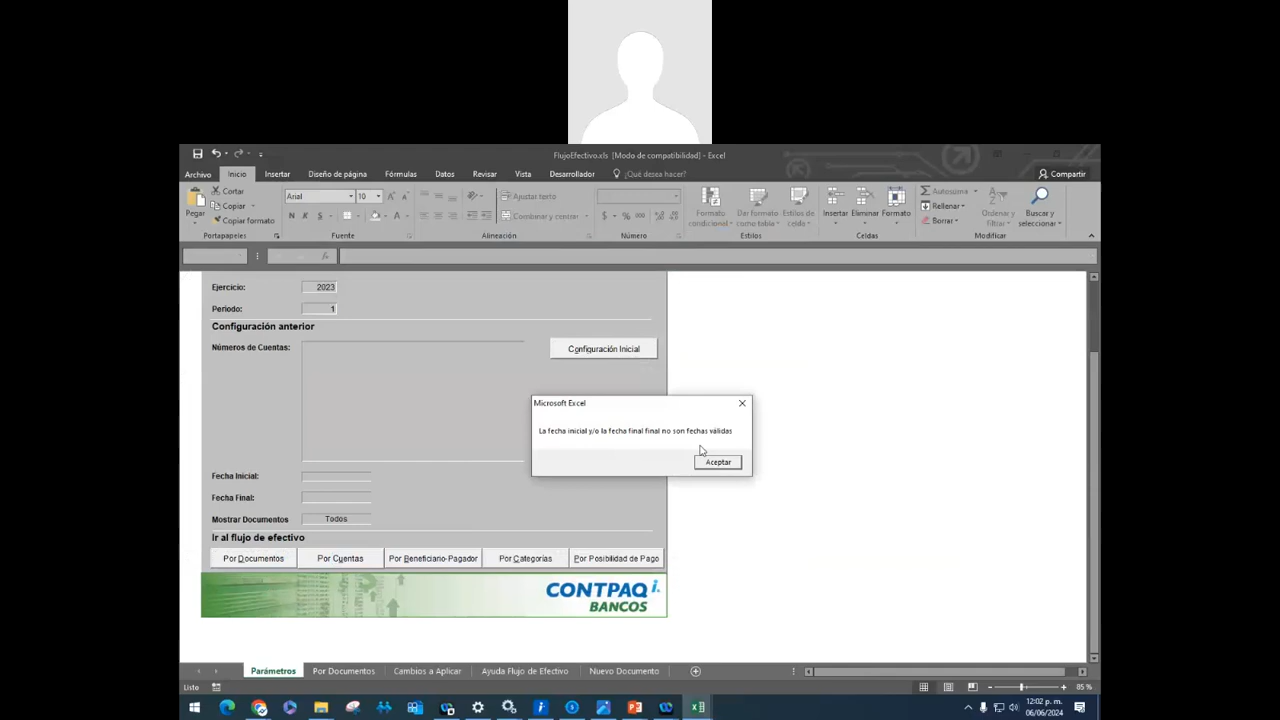 FlujoEfectivo.xls [Modo de compatibilidad] - Excel
Archivo Inicio Insertar Diseño de página Fórmulas Datos Revisar Vista Desarrollador ¿Qué desea hacer? Compartir
Pegar
Cortar
Copiar
Copiar formato
Portapapeles
Arial 10
N K S
Fuente
Ajustar texto
Combinar y centrar
Alineación
$ % 000
Número
Formato condicional
Dar formato como tabla
Estilos de celda
Estilos
Insertar Eliminar Formato
Celdas
Autosuma
Rellenar
Borrar
Ordenar y filtrar
Buscar y seleccionar
Modificar
fx
Ejercicio: 2023
Periodo: 1
Configuración anterior
Números de Cuentas:
Configuración Inicial
Microsoft Excel
La fecha inicial y/o la fecha final final no son fechas válidas
Aceptar
Fecha Inicial:
Fecha Final:
Mostrar Documentos Todos
Ir al flujo de efectivo
Por Documentos Por Cuentas Por Beneficiario-Pagador Por Categorías Por Posibilidad de Pago
CONTPAQ i.
BANCOS
Parámetros Por Documentos Cambios a Aplicar Ayuda Flujo de Efectivo Nuevo Documento
Listo
85 %
12:02 p. m.
06/06/2024